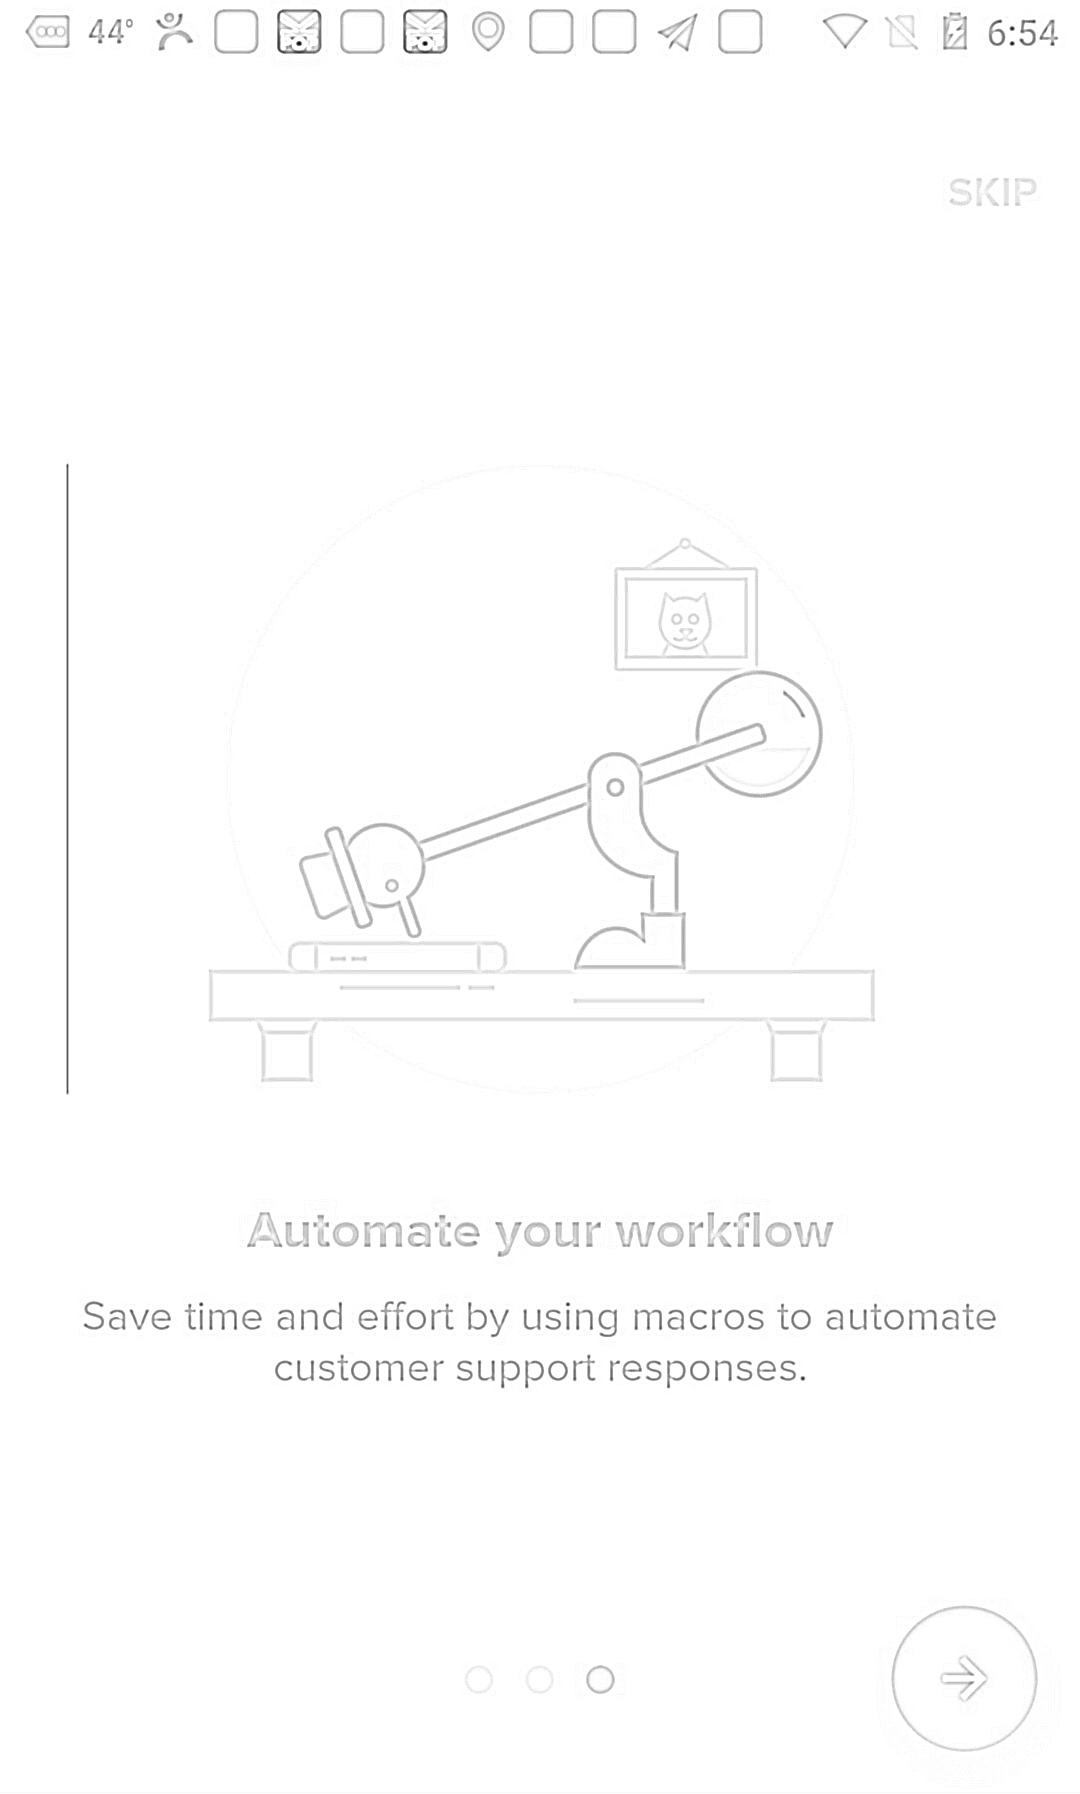 44° 6:54
SKIP
Automate your workflow
Save time and effort by using macros to automate
customer support responses.